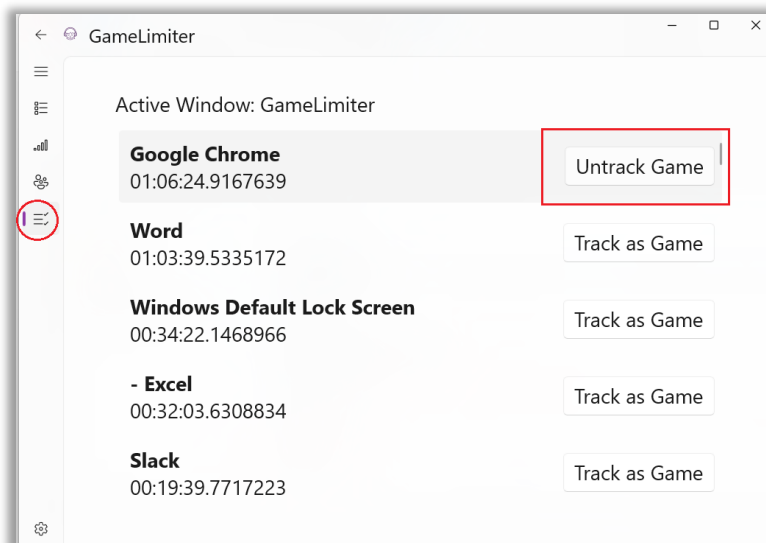 GameLimiter
Active Window: GameLimiter
Google Chrome
01:06:24.9167639
Untrack Game
Word
01:03:39.5335172
Track as Game
Windows Default Lock Screen
00:34:22.1468966
Track as Game
- Excel
00:32:03.6308834
Track as Game
Slack
00:19:39.7717223
Track as Game